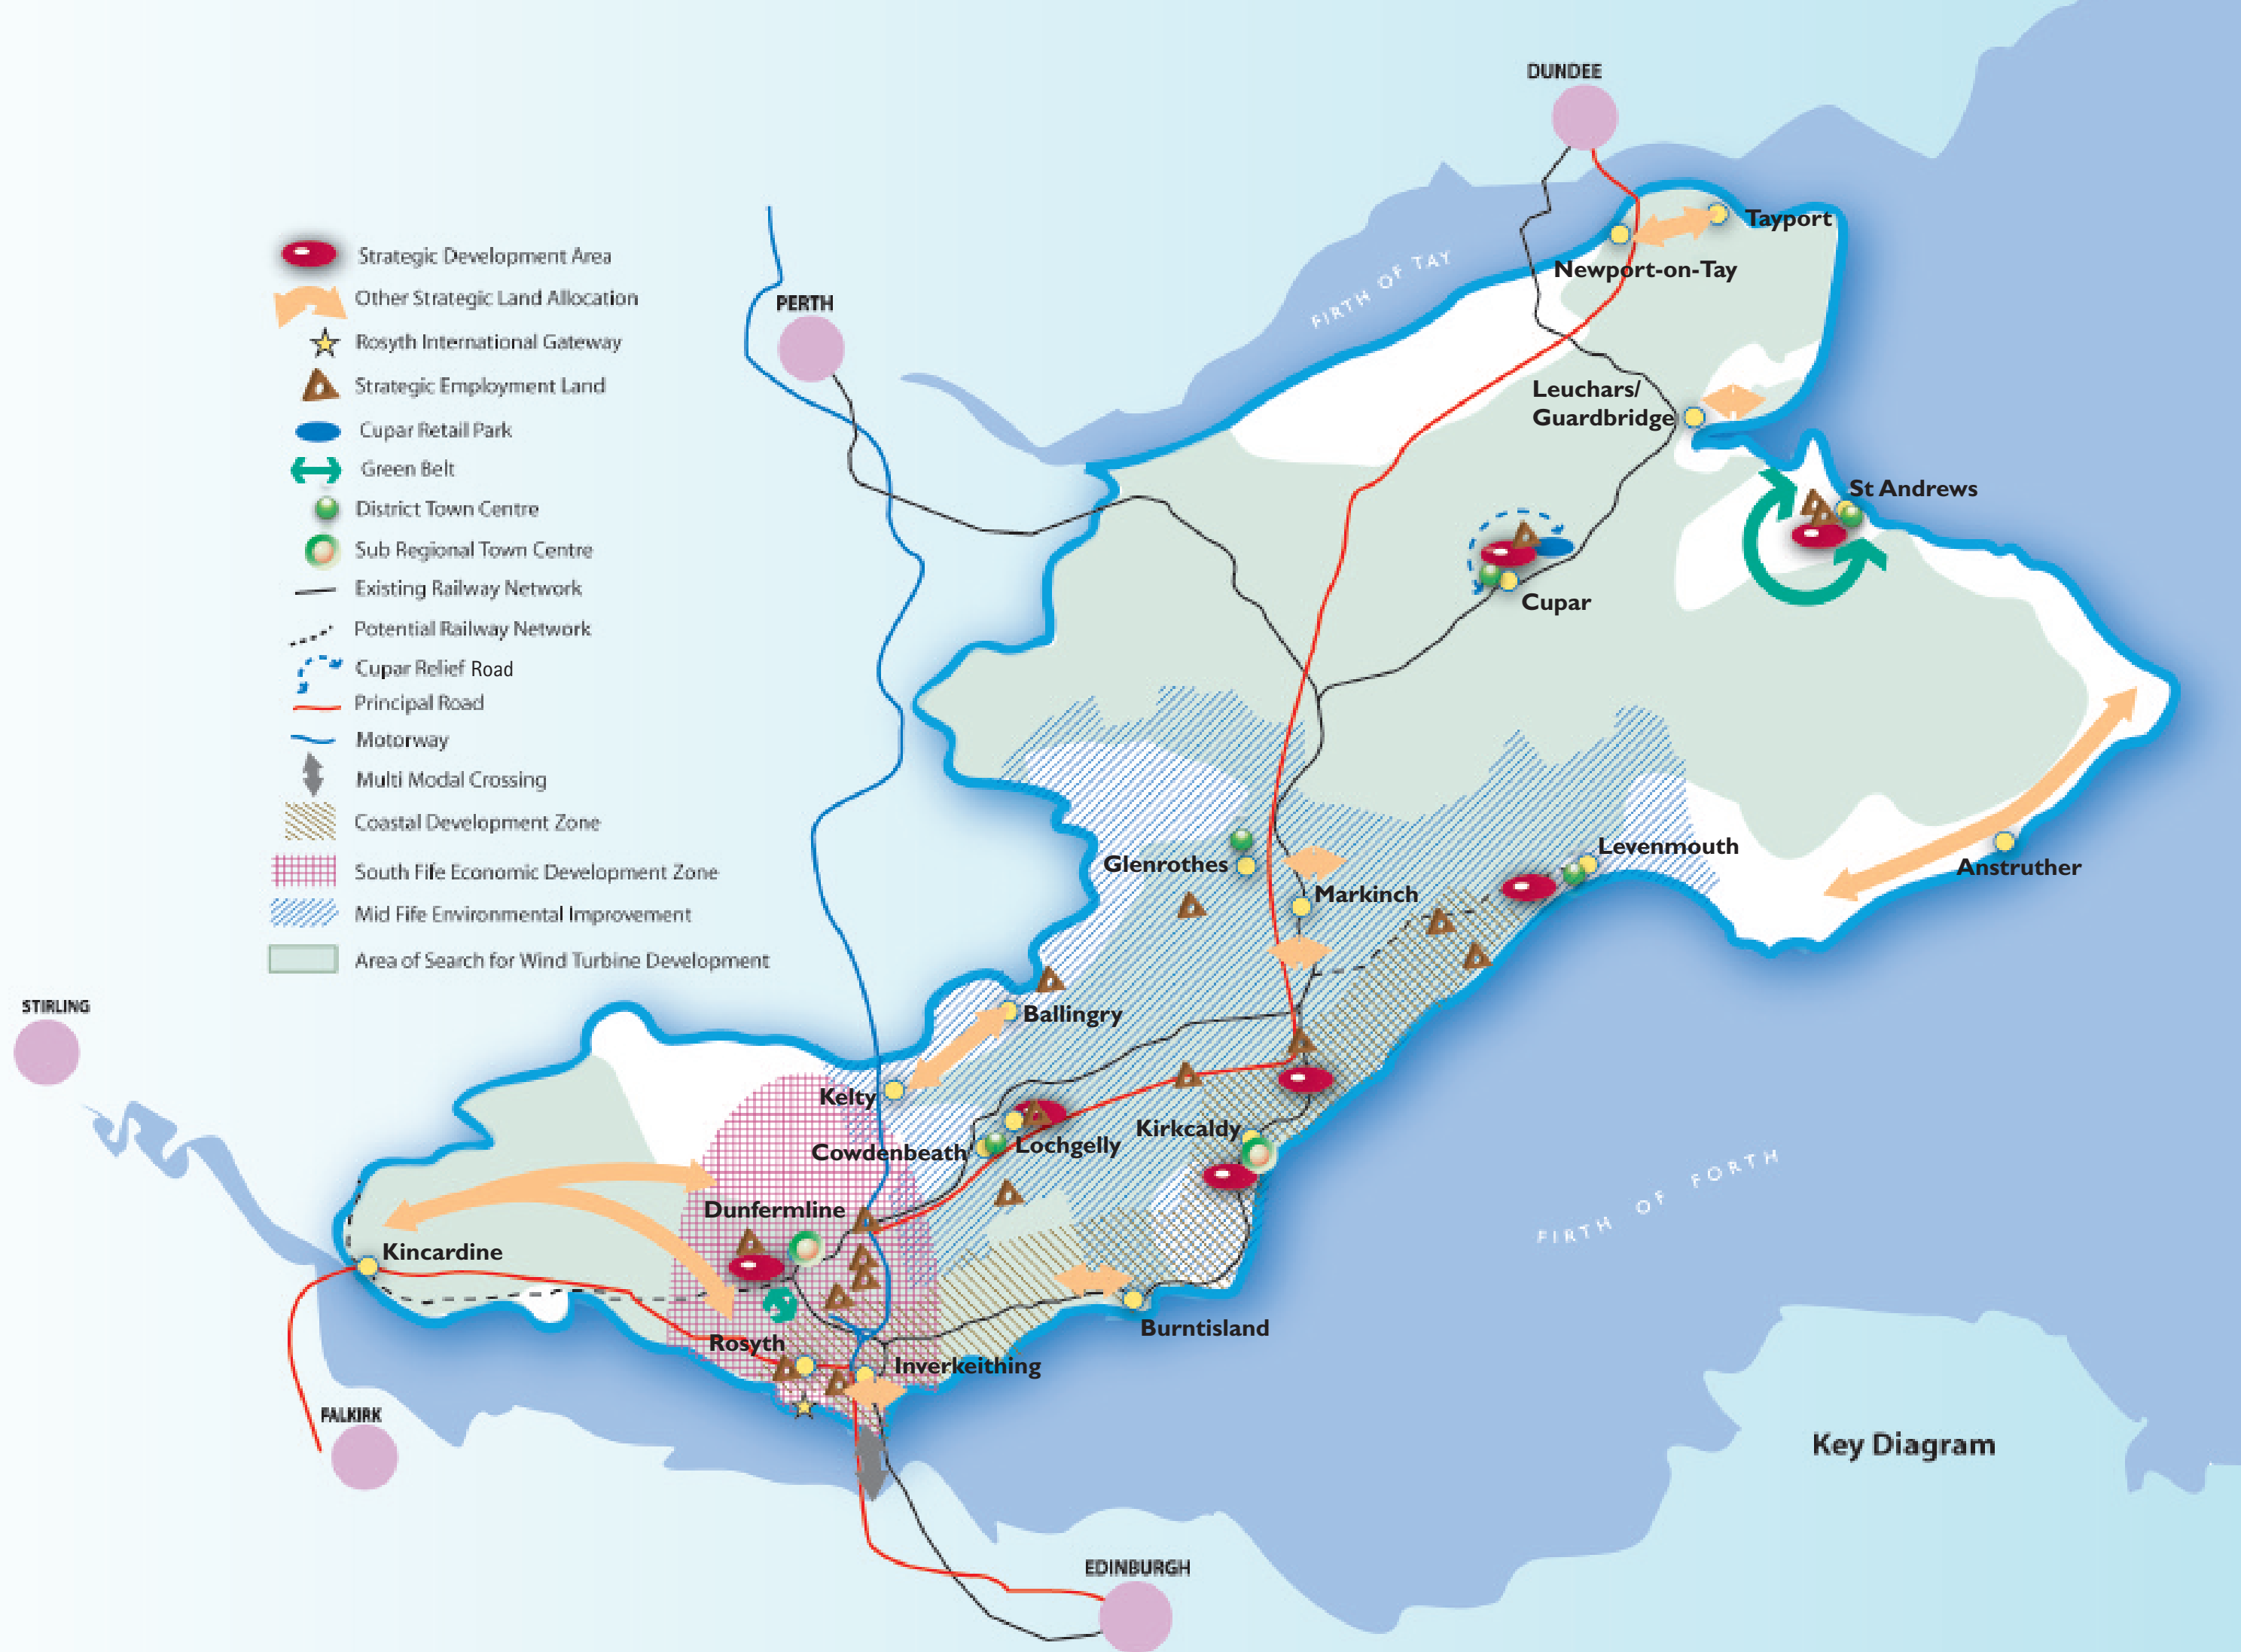 DUNDEE
Tayport
Newport-on-Tay
FIRTH OF TAY
PERTH
Strategic Development Area
Other Strategic Land Allocation
Rosyth International Gateway
Strategic Employment Land
Cupar Retail Park
Green Belt
District Town Centre
Sub Regional Town Centre
Existing Railway Network
Potential Railway Network
Cupar Relief Road
Principal Road
Motorway
Multi Modal Crossing
Coastal Development Zone
South Fife Economic Development Zone
Mid Fife Environmental Improvement
Area of Search for Wind Turbine Development
Leuchars/
Guardbridge
St Andrews
Cupar
Levenmouth
Glenrothes
Anstruther
Markinch
STIRLING
Ballingry
Kelty
Kirkcaldy
Cowdenbeath
Lochgelly
FIRTH OF FORTH
Dunfermline
Kincardine
Burntisland
Rosyth
Inverkeithing
FALKIRK
Key Diagram
EDINBURGH